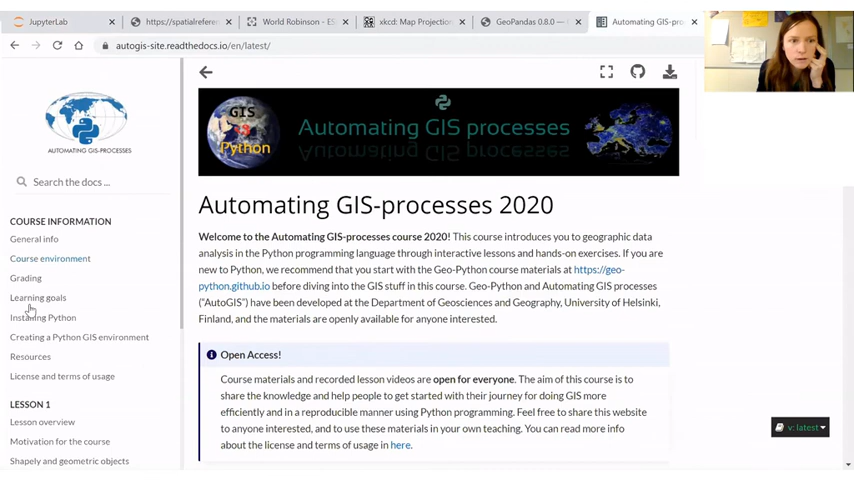 JupyterLab
https://spatialrefere
World Robinson - ES
xkcd: Map Projection
GeoPandas 0.8.0 —
Automating GIS-proc
autogis-site.readthedocs.io/en/latest/
AUTOMATING GIS-PROCESSES
Search the docs ...
COURSE INFORMATION
General info
Course environment
Grading
Learning goals
Installing Python
Creating a Python GIS environment
Resources
License and terms of usage
LESSON 1
Lesson overview
Motivation for the course
Shapely and geometric objects
GIS
<3
Python
Automating GIS processes
Automating GIS-processes 2020
Welcome to the Automating GIS-processes course 2020! This course introduces you to geographic data
analysis in the Python programming language through interactive lessons and hands-on exercises. If you
are new to Python, we recommend that you start with the Geo-Python course materials at https://geo-
python.github.io before diving into the GIS stuff in this course. Geo-Python and Automating GIS processes
("AutoGIS") have been developed at the Department of Geosciences and Geography, University of Helsinki,
Finland, and the materials are openly available for anyone interested.
Open Access!
Course materials and recorded lesson videos are open for everyone. The aim of this course is to
share the knowledge and help people to get started with their journey for doing GIS more
efficiently and in a reproducible manner using Python programming. Feel free to share this website
to anyone interested, and to use these materials in your own teaching. You can read more info
about the license and terms of usage in here.
v: latest